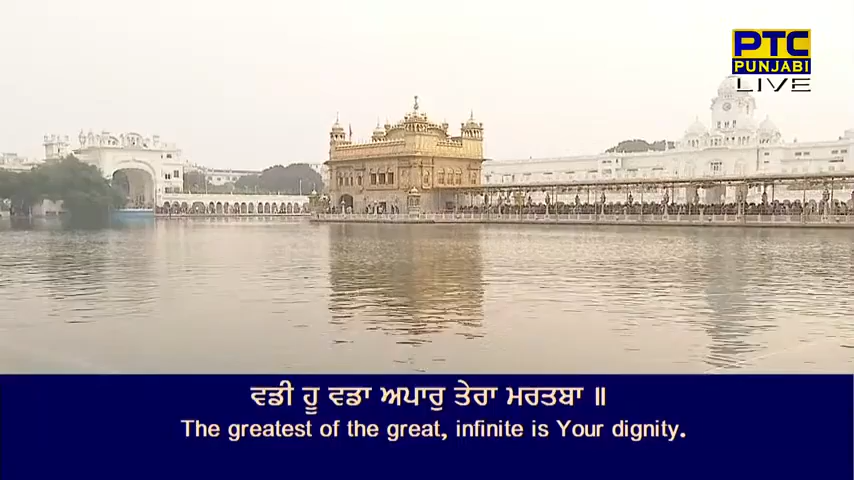 PTC
PUNJABI
LIVE
ਵਡੀ ਹੂ ਵਡਾ ਅਪਾਰੁ ਤੇਰਾ ਮਰਤਬਾ ॥
The greatest of the great, infinite is Your dignity.